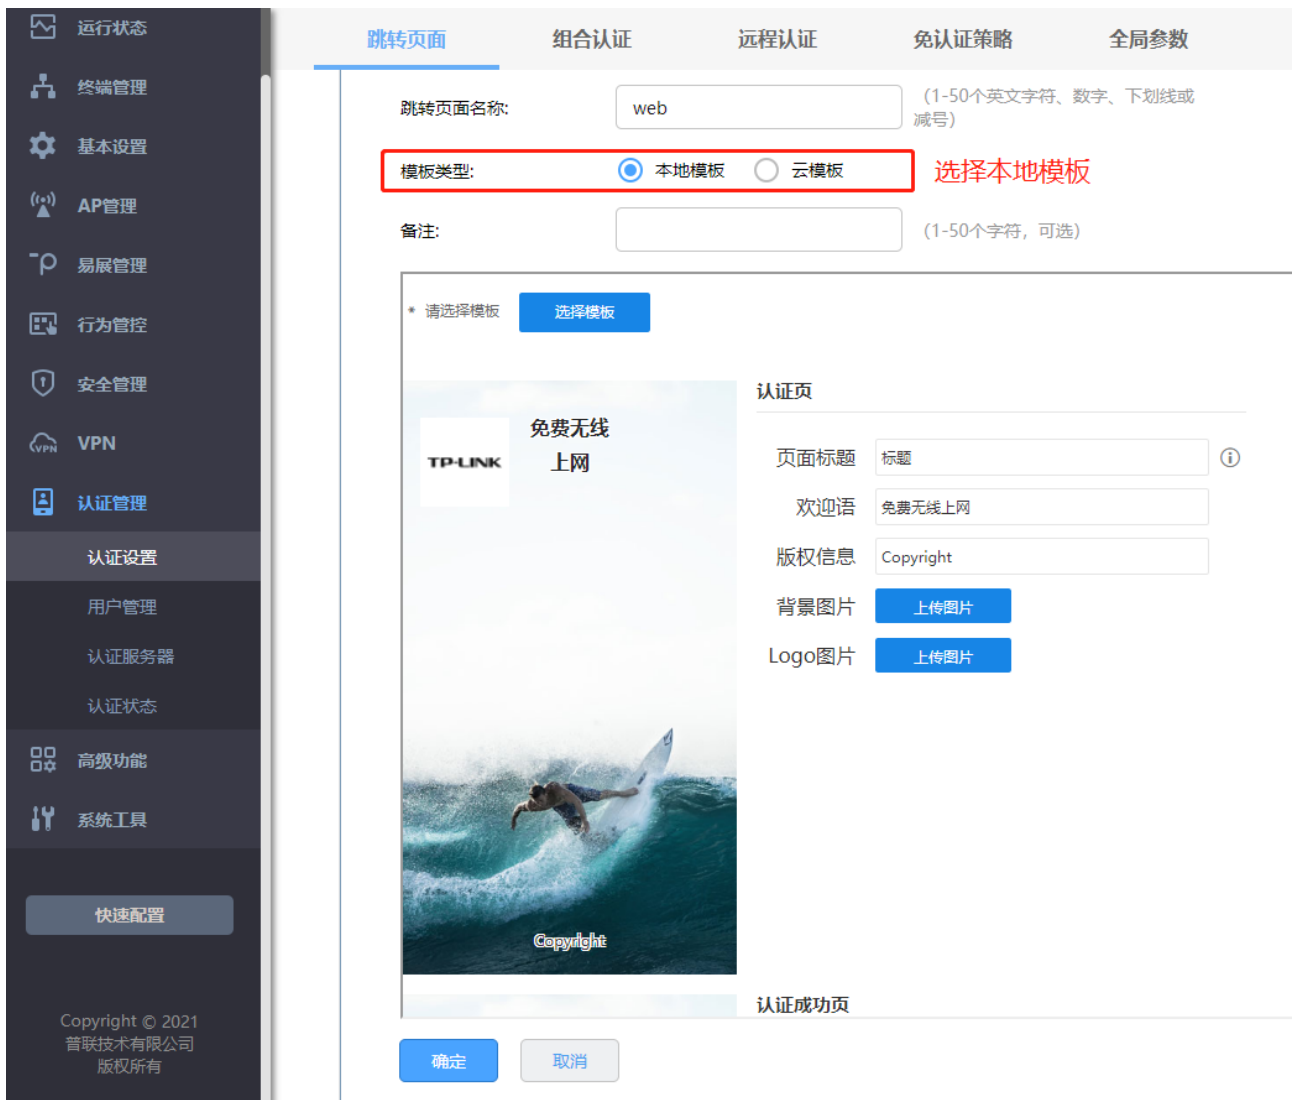 运行状态
终端管理
基本设置
AP管理
易展管理
行为管控
安全管理
VPN
VPN
认证管理
认证设置
用户管理
认证服务器
认证状态
高级功能
系统工具
快速配置
Copyright © 2021
普联技术有限公司
版权所有
跳转页面 组合认证 远程认证 免认证策略 全局参数
跳转页面名称: web （1-50个英文字符、数字、下划线或
减号）
模板类型: 本地模板 云模板 选择本地模板
备注: （1-50个字符，可选）
* 请选择模板 选择模板
免费无线
上网
TP-LINK
Copyright
认证页
页面标题 标题
欢迎语 免费无线上网
版权信息 Copyright
背景图片 上传图片
Logo图片 上传图片
认证成功页
确定 取消